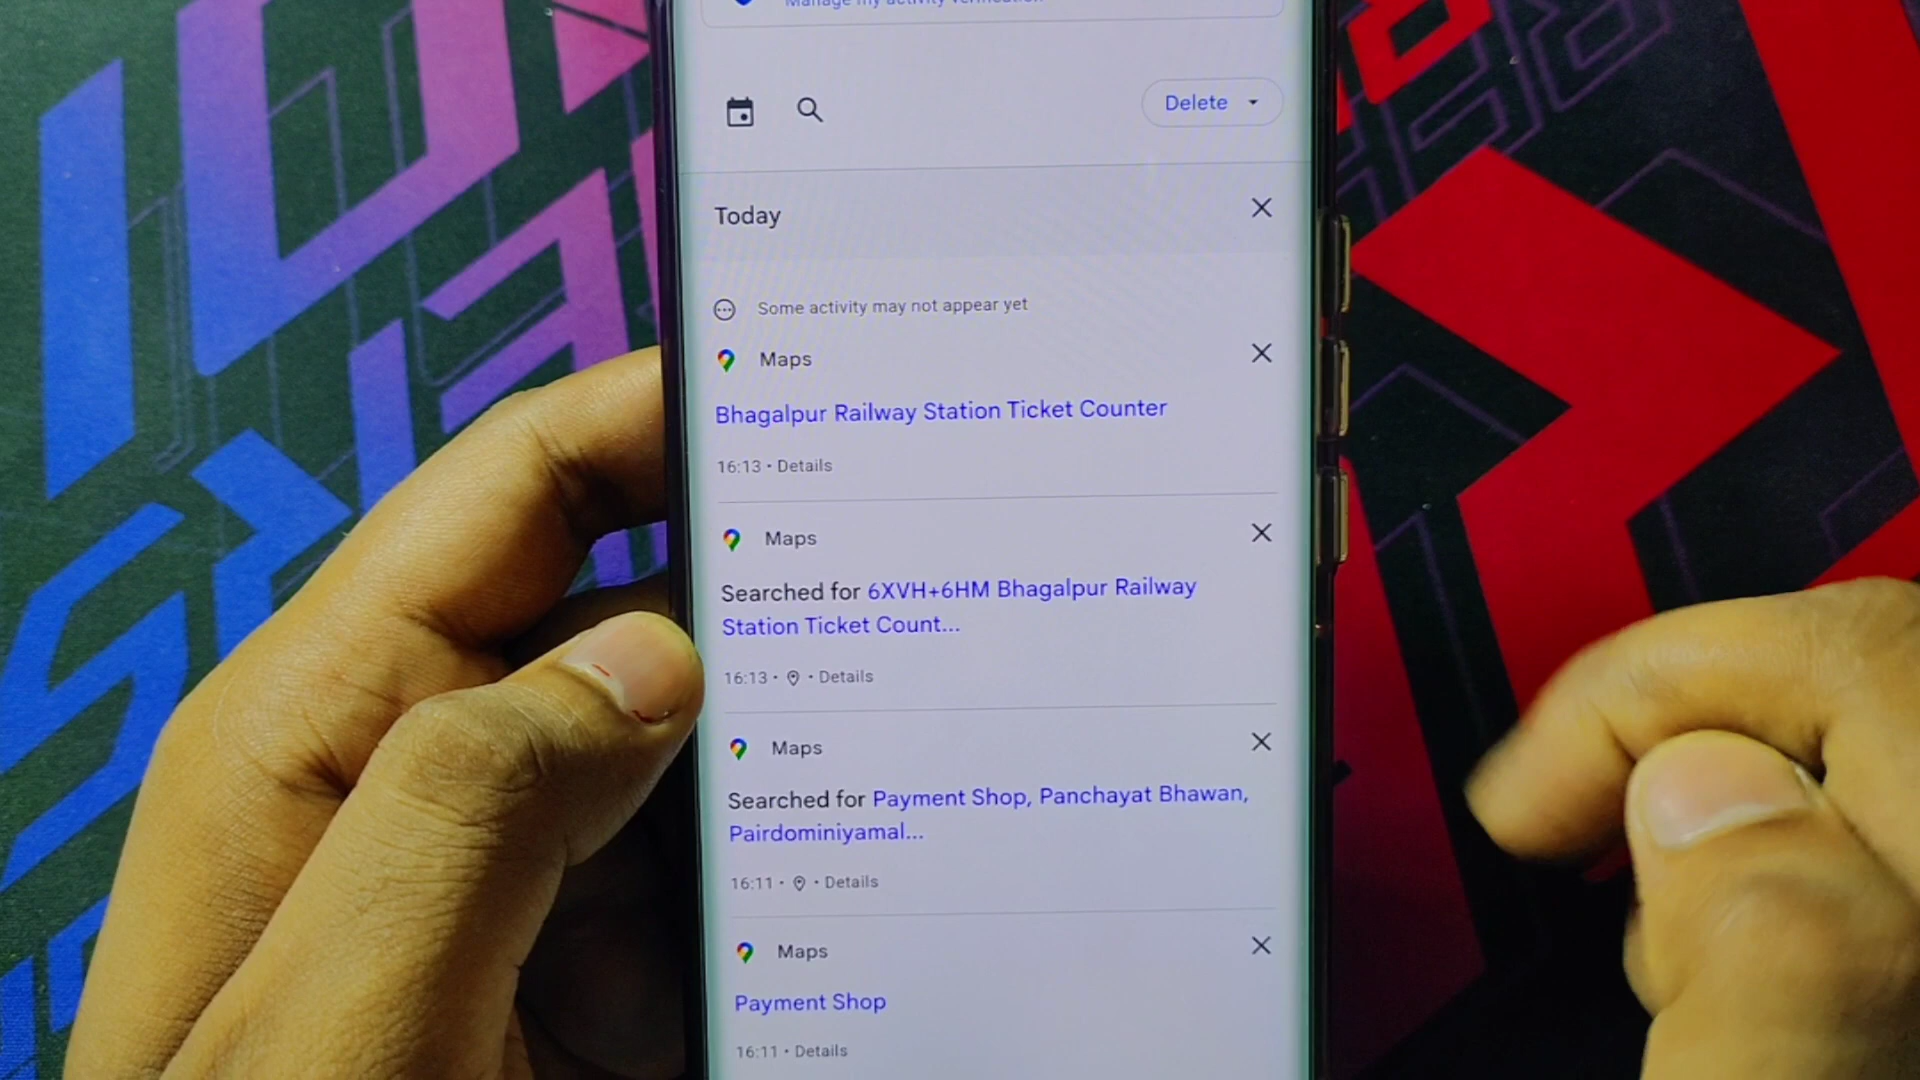 Manage my activity verification
Delete
Today
Some activity may not appear yet
Maps
Bhagalpur Railway Station Ticket Counter
16:13 • Details
Maps
Searched for 6XVH+6HM Bhagalpur Railway
Station Ticket Count...
16:13 • • Details
Maps
Searched for Payment Shop, Panchayat Bhawan,
Pairdominiyamal...
16:11 • • Details
Maps
Payment Shop
16:11 • Details